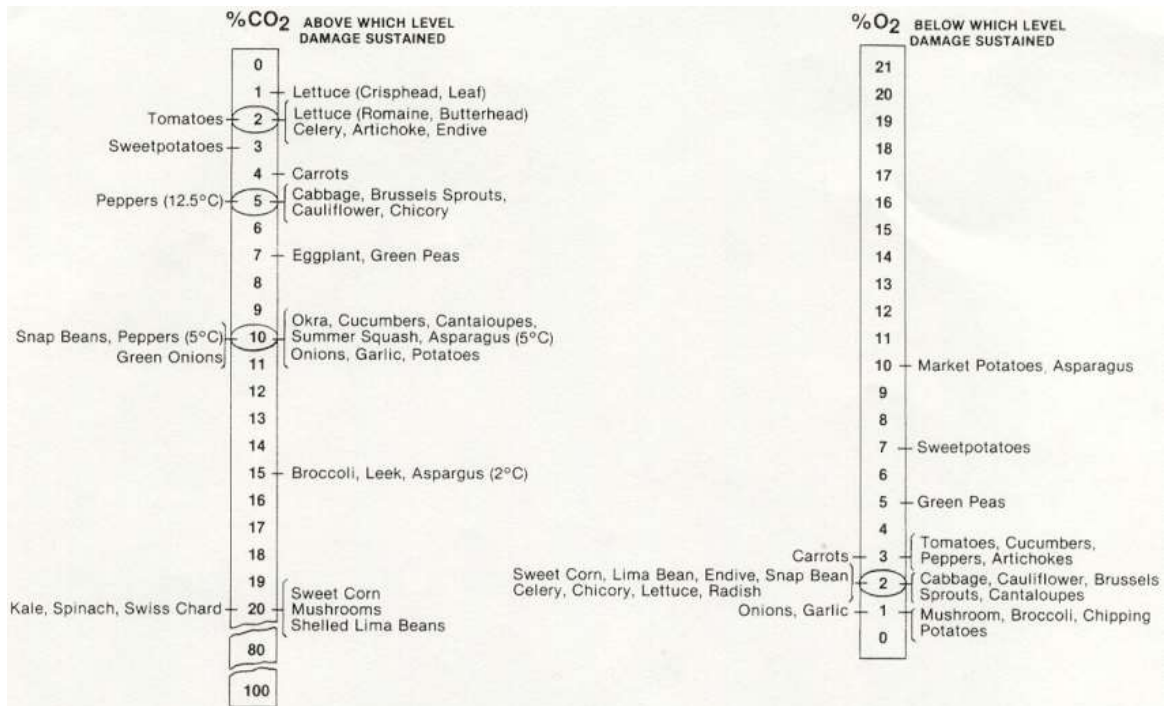 %CO2 ABOVE WHICH LEVEL
DAMAGE SUSTAINED
0
1 Lettuce (Crisphead, Leaf)
Tomatoes 2 Lettuce (Romaine, Butterhead)
Celery, Artichoke, Endive
Sweetpotatoes 3
4 Carrots
Peppers (12.5°C) 5 Cabbage, Brussels Sprouts,
Cauliflower, Chicory
6
7 Eggplant, Green Peas
8
9
Okra, Cucumbers, Cantaloupes,
Snap Beans, Peppers (5°C) 10 Summer Squash, Asparagus (5°C)
Green Onions 11 Onions, Garlic, Potatoes
12
13
14
15 Broccoli, Leek, Aspargus (2°C)
16
17
18
19 Sweet Corn
Kale, Spinach, Swiss Chard 20 Mushrooms
Shelled Lima Beans
80
100
%O2 BELOW WHICH LEVEL
DAMAGE SUSTAINED
21
20
19
18
17
16
15
14
13
12
11
10 Market Potatoes, Asparagus
9
8
7 Sweetpotatoes
6
5 Green Peas
4
Carrots 3 Tomatoes, Cucumbers,
Peppers, Artichokes
Sweet Corn, Lima Bean, Endive, Snap Bean 2 Cabbage, Cauliflower, Brussels
Celery, Chicory, Lettuce, Radish Sprouts, Cantaloupes
Onions, Garlic 1 Mushroom, Broccoli, Chipping
0 Potatoes